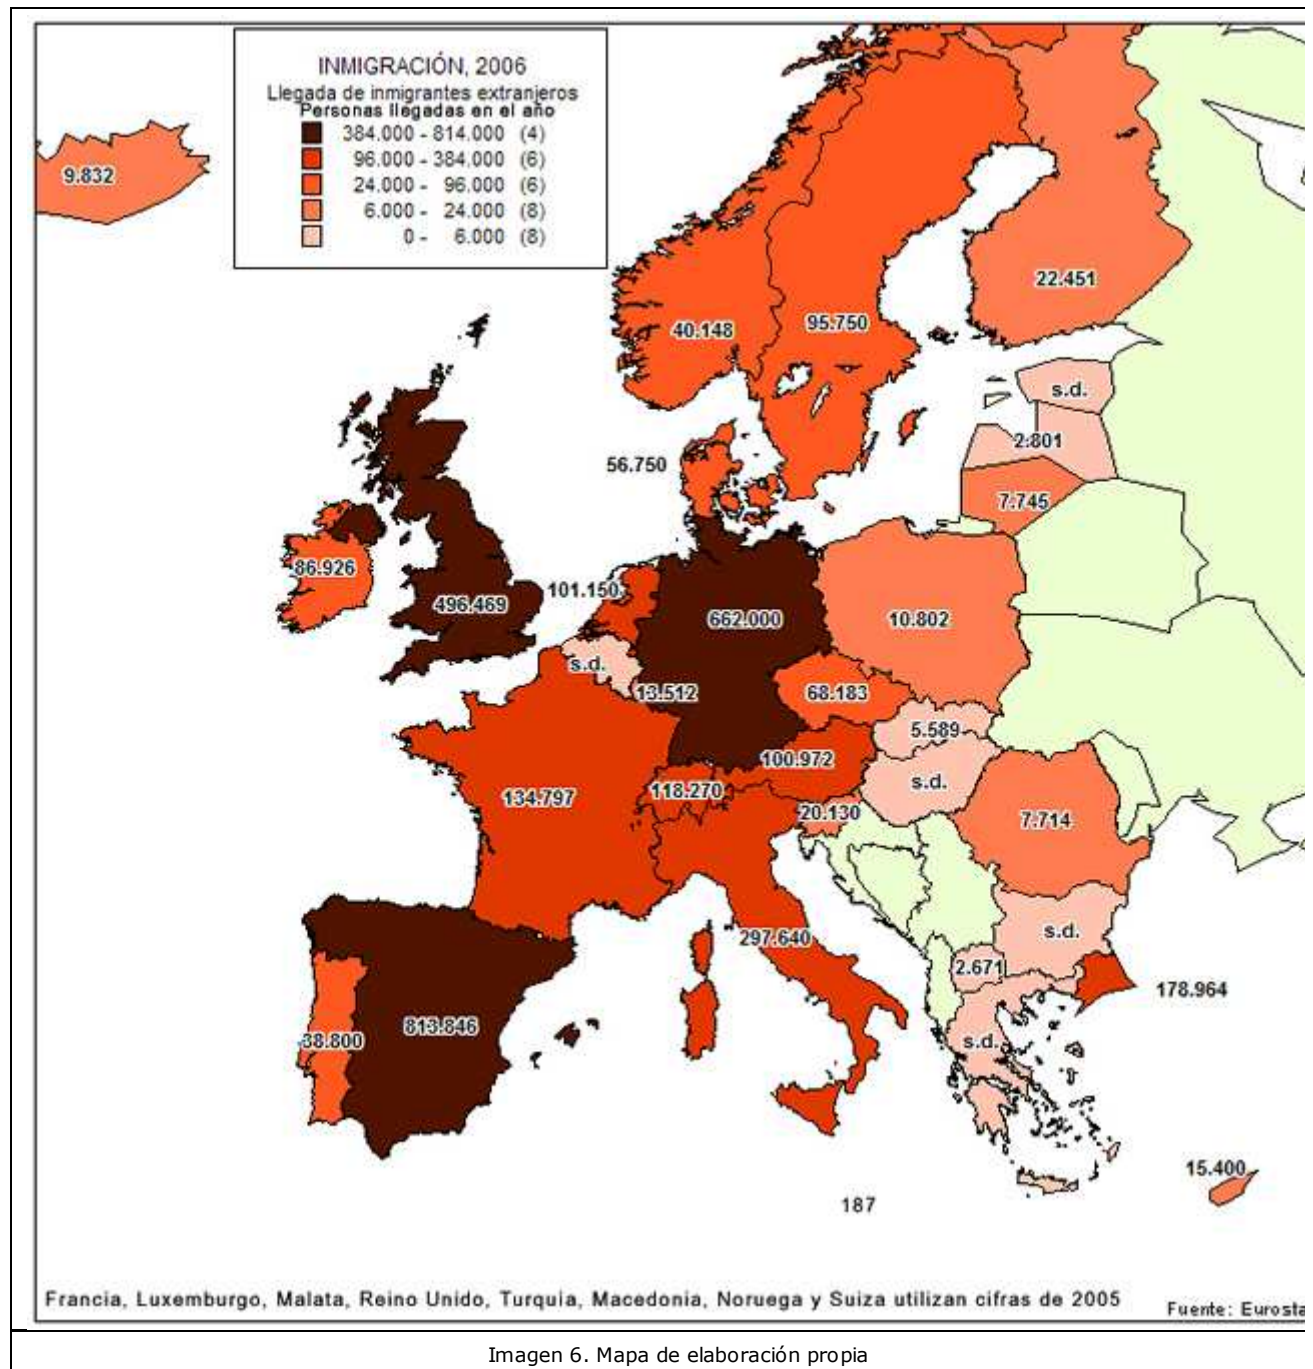 INMIGRACIÓN, 2006
Llegada de inmigrantes extranjeros
Personas llegadas en el año
384.000 - 814.000 (4)
96.000 - 384.000 (6)
24.000 - 96.000 (6)
6.000 - 24.000 (8)
0 - 6.000 (8)
9.832
22.451
40.148
95.750
s.d.
2.801
56.750
7.745
86.926
101.150
496.469
662.000
10.802
s.d.
13.512
68.183
5.589
100.972
s.d.
118.270
134.797
20.130
7.714
297.640
s.d.
2.671
178.964
813.846
38.800
s.d.
15.400
187
Francia, Luxemburgo, Malata, Reino Unido, Turquia, Macedonia, Noruega y Suiza utilizan cifras de 2005
Fuente: Eurosta
Imagen 6. Mapa de elaboración propia